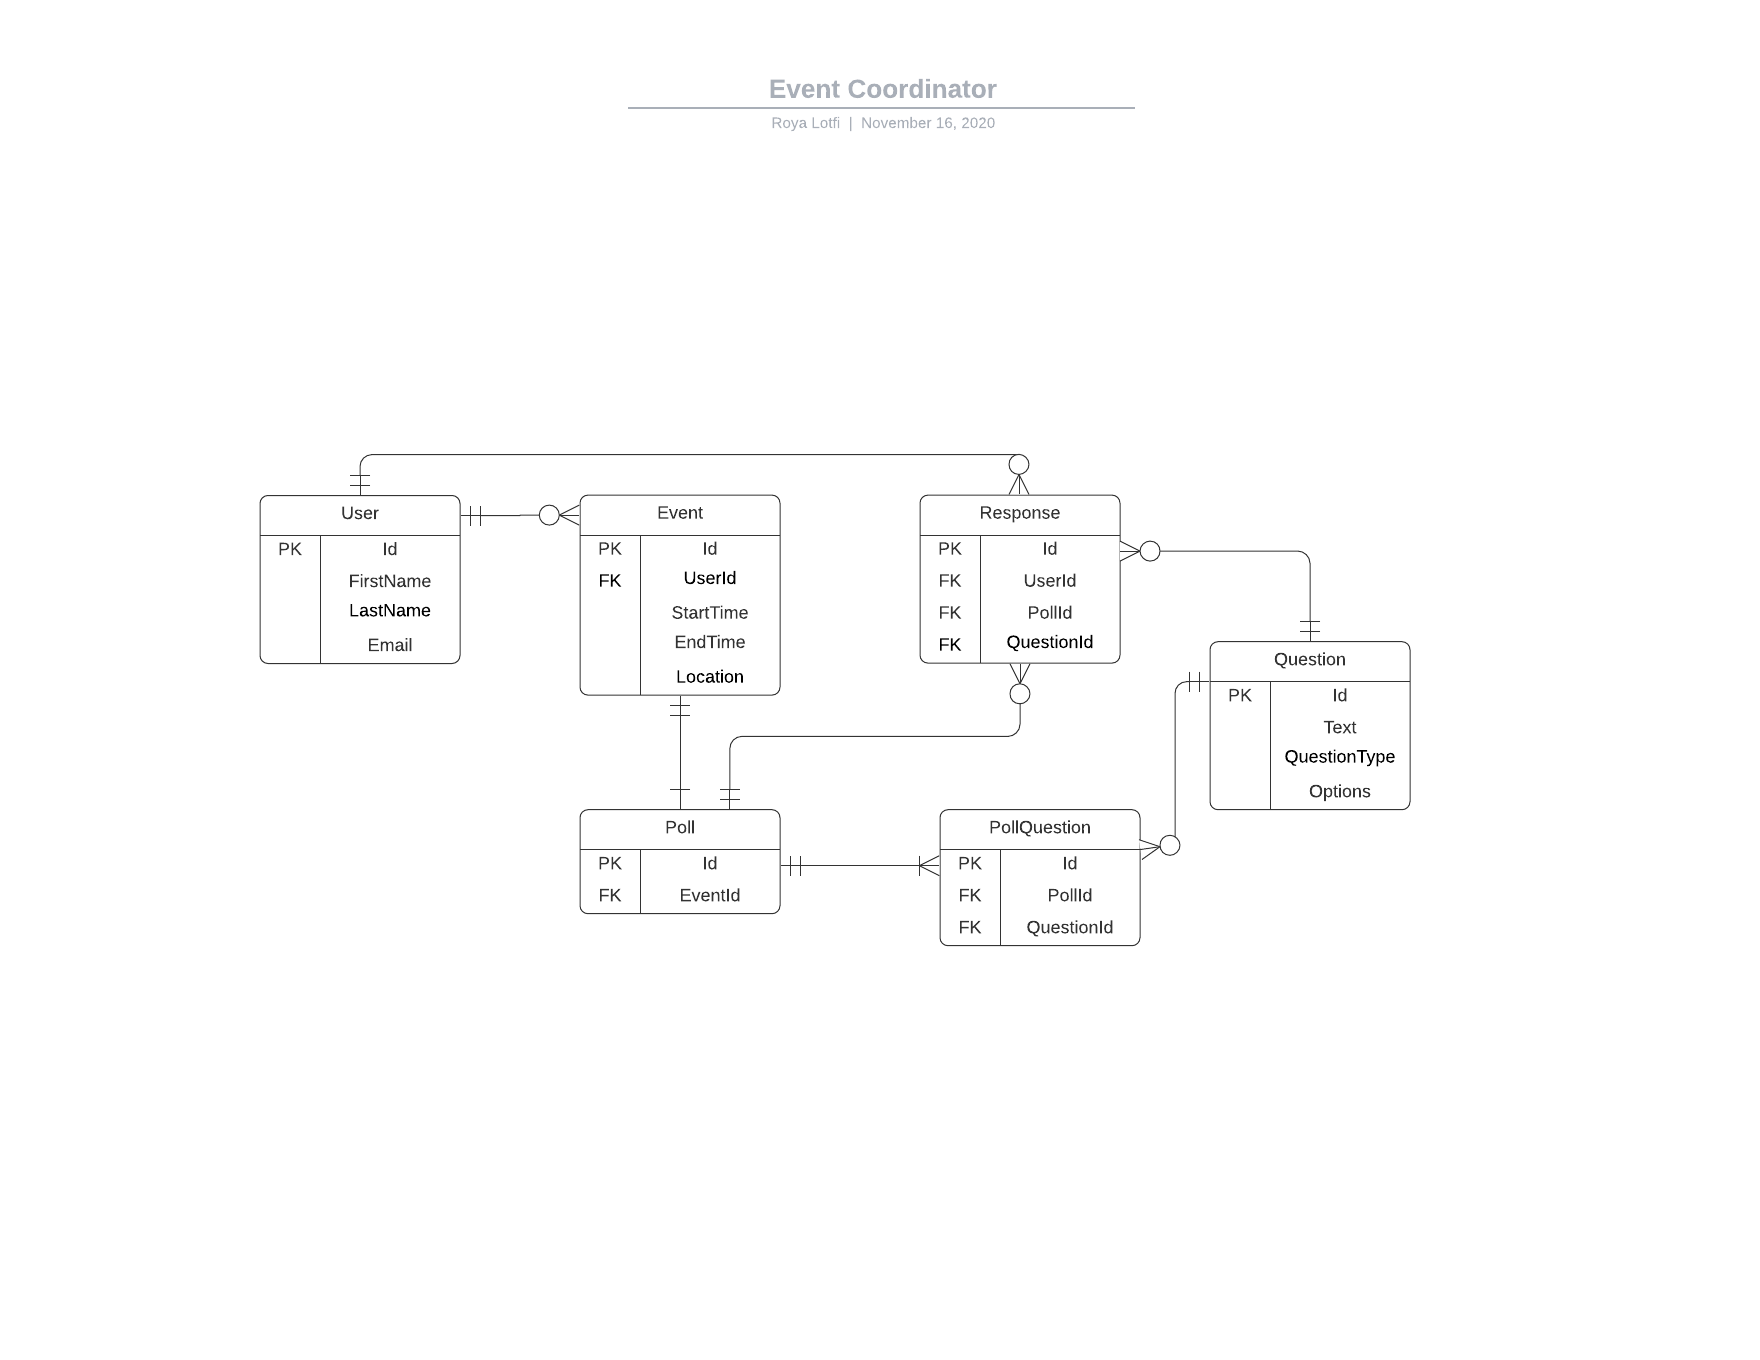 Event Coordinator
Roya Lotfi | November 16, 2020
User
PK Id
FirstName
LastName
Email
Event
PK Id
FK UserId
StartTime
EndTime
Location
Response
PK Id
FK UserId
FK PollId
FK QuestionId
Question
PK Id
Text
QuestionType
Options
Poll
PK Id
FK EventId
PollQuestion
PK Id
FK PollId
FK QuestionId